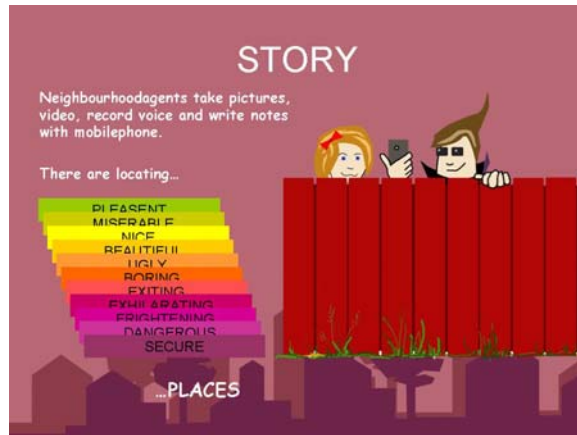 STORY
Neighbourhoodagents take pictures,
video, record voice and write notes
with mobilephone.
There are locating...
PLEASENT
MISERABLE
NICE
BEAUTIFUL
UGLY
BORING
EXITING
EXHILARATING
FRIGHTENING
DANGEROUS
SECURE
...PLACES